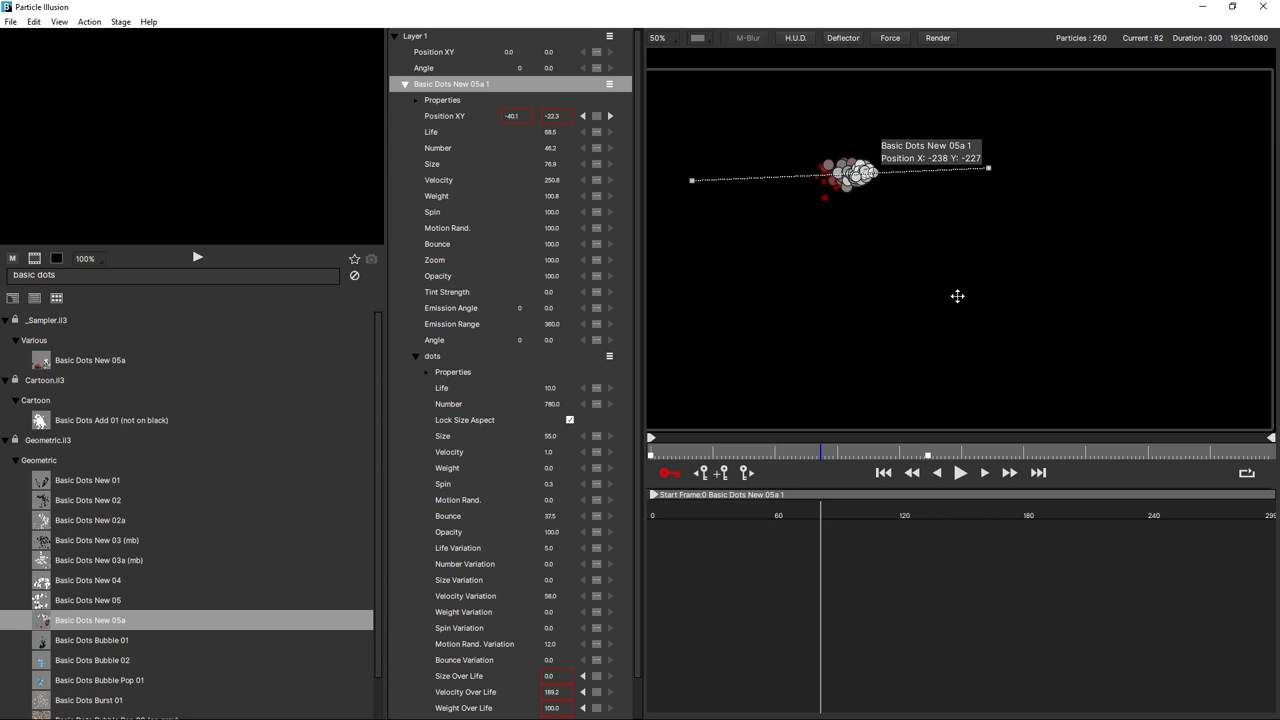 Particle Illusion
File Edit View Action Stage Help
M 100%
basic dots
_Sampler.il3
Various
Basic Dots New 05a
Cartoon.il3
Cartoon
Basic Dots Add 01 (not on black)
Geometric.il3
Geometric
Basic Dots New 01
Basic Dots New 02
Basic Dots New 02a
Basic Dots New 03 (mb)
Basic Dots New 03a (mb)
Basic Dots New 04
Basic Dots New 05
Basic Dots New 05a
Basic Dots Bubble 01
Basic Dots Bubble 02
Basic Dots Bubble Pop 01
Basic Dots Burst 01
Layer 1
Position XY 0.0 0.0
Angle 0 0.0
Basic Dots New 05a 1
Properties
Position XY -40.1 -22.3
Life 68.5
Number 46.2
Size 76.9
Velocity 250.8
Weight 100.8
Spin 100.0
Motion Rand. 100.0
Bounce 100.0
Zoom 100.0
Opacity 100.0
Tint Strength 0.0
Emission Angle 0 0.0
Emission Range 360.0
Angle 0 0.0
dots
Properties
Life 10.0
Number 780.0
Lock Size Aspect
Size 55.0
Velocity 1.0
Weight 0.0
Spin 0.3
Motion Rand. 0.0
Bounce 37.5
Opacity 100.0
Life Variation 5.0
Number Variation 0.0
Size Variation 0.0
Velocity Variation 58.0
Weight Variation 0.0
Spin Variation 0.0
Motion Rand. Variation 12.0
Bounce Variation 0.0
Size Over Life 0.0
Velocity Over Life 189.2
Weight Over Life 100.0
50% M-Blur H.U.D. Deflector Force Render Particles : 260 Current : 82 Duration : 300 1920x1080
Basic Dots New 05a 1
Position X: -238 Y: -227
Start Frame:0 Basic Dots New 05a 1
0 60 120 180 240 299